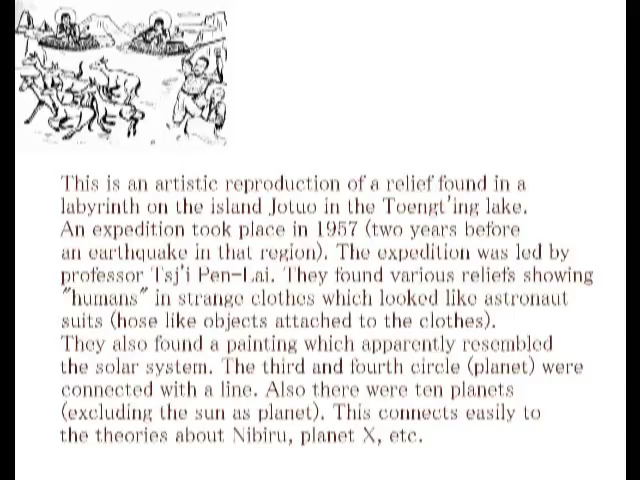 This is an artistic reproduction of a relief found in a
labyrinth on the island Jotuo in the Toengt'ing lake.
An expedition took place in 1957 (two years before
an earthquake in that region). The expedition was led by
professor Tsj'i Pen-Lai. They found various reliefs showing
"humans" in strange clothes which looked like astronaut
suits (hose like objects attached to the clothes).
They also found a painting which apparently resembled
the solar system. The third and fourth circle (planet) were
connected with a line. Also there were ten planets
(excluding the sun as planet). This connects easily to
the theories about Nibiru, planet X, etc.